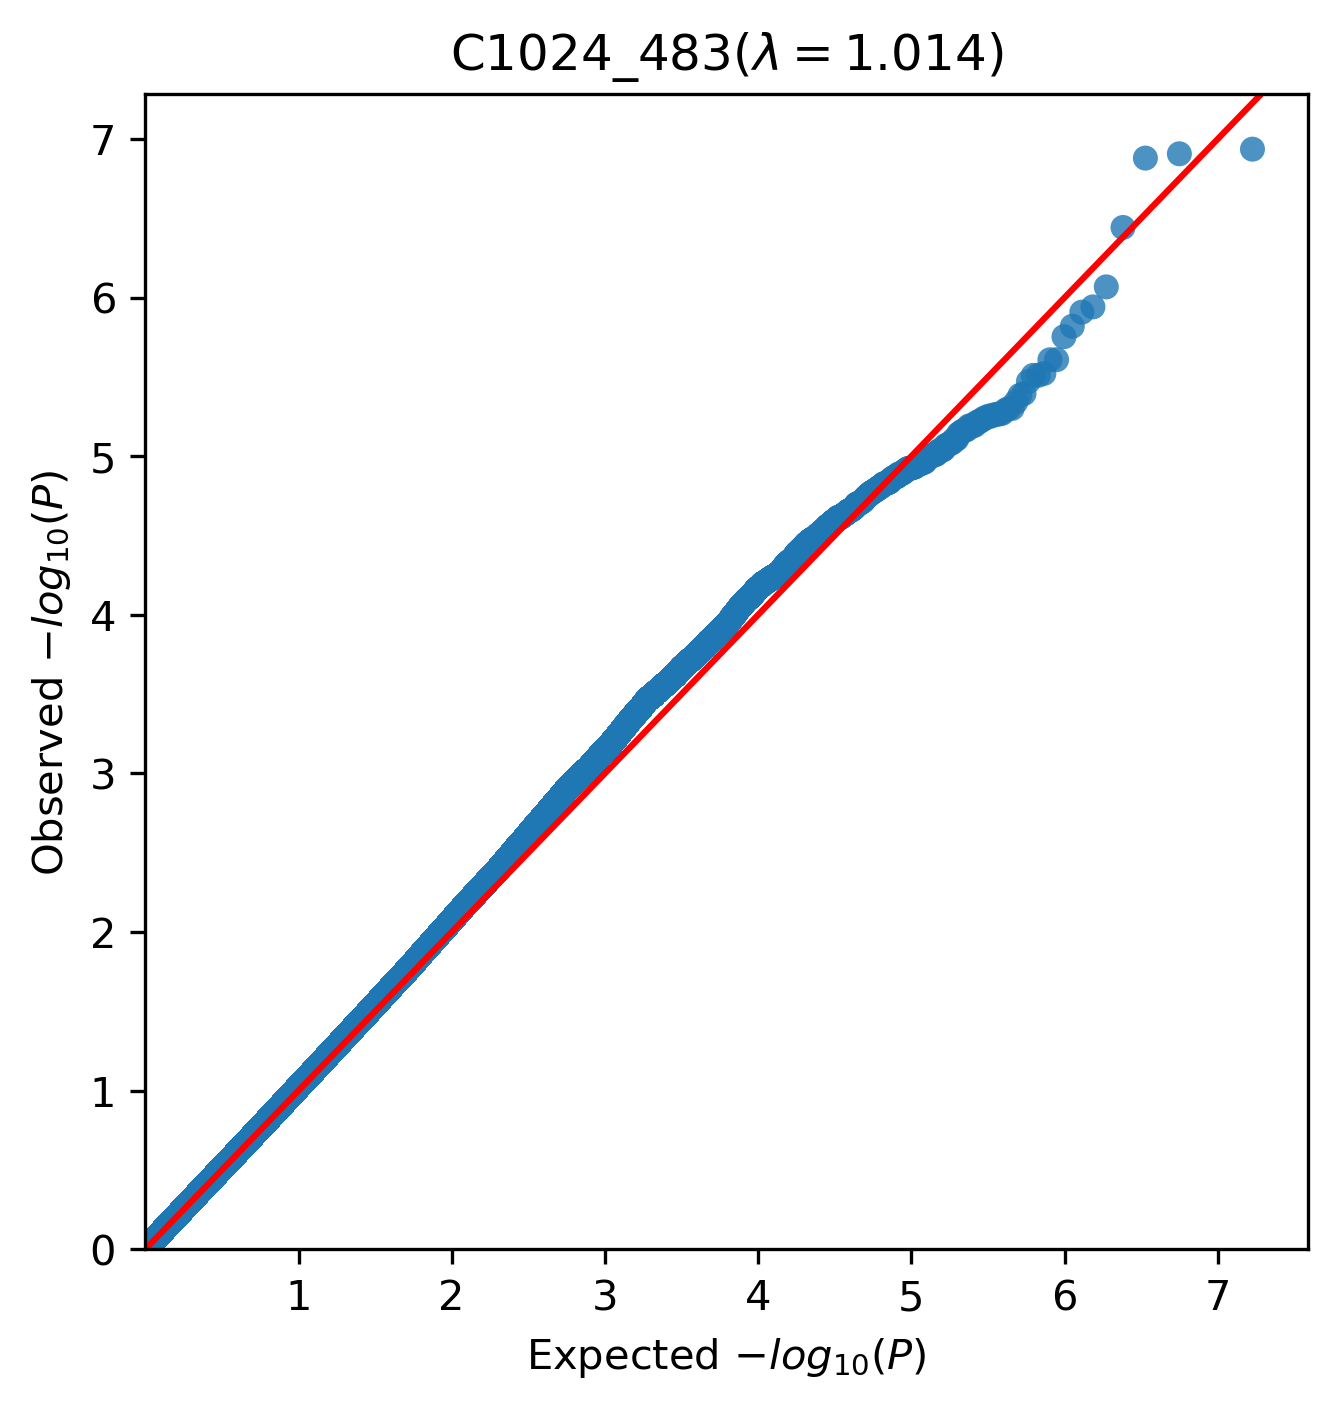 C1024_483(λ = 1.014)
7
6
5
4
3
2
1
0
Observed −log₁₀(P)
1 2 3 4 5 6 7
Expected −log₁₀(P)